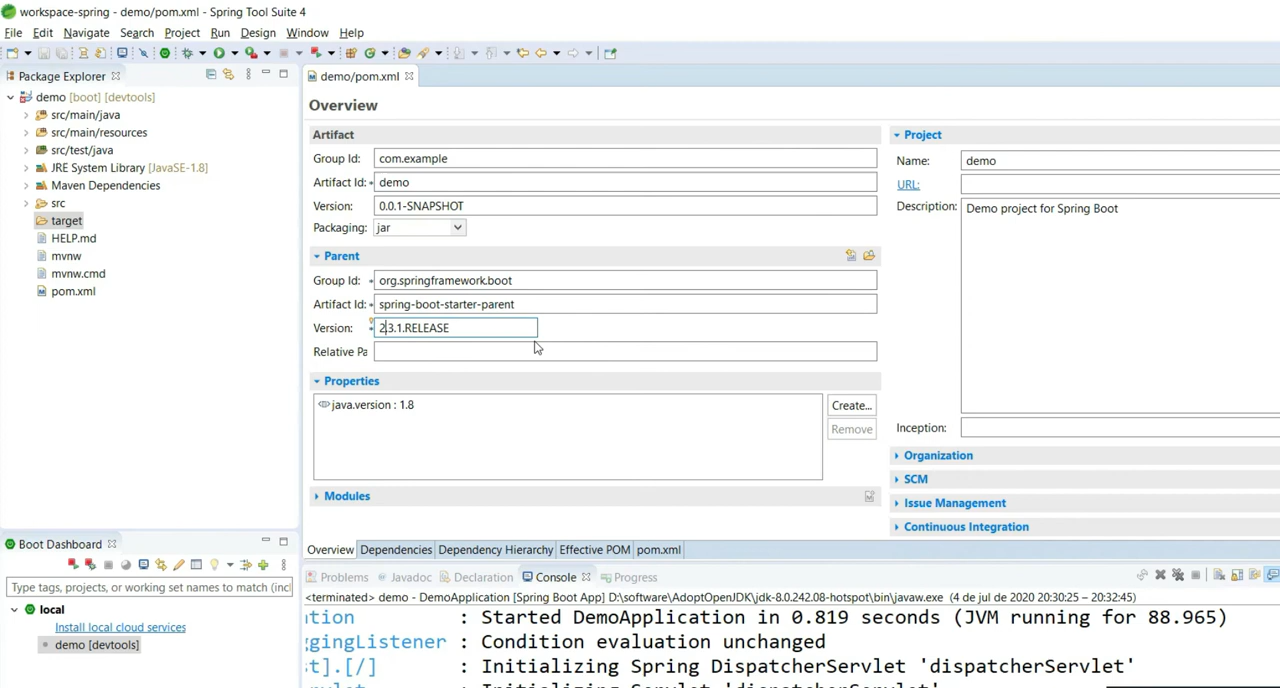 workspace-spring - demo/pom.xml - Spring Tool Suite 4
File Edit Navigate Search Project Run Design Window Help
Package Explorer
demo [boot] [devtools]
src/main/java
src/main/resources
src/test/java
JRE System Library [JavaSE-1.8]
Maven Dependencies
src
target
HELP.md
mvnw
mvnw.cmd
pom.xml
demo/pom.xml
Overview
Artifact
Group Id: com.example
Artifact Id:* demo
Version: 0.0.1-SNAPSHOT
Packaging: jar
Parent
Group Id: * org.springframework.boot
Artifact Id:* spring-boot-starter-parent
Version: * 2.3.1.RELEASE
Relative Pa
Properties
java.version : 1.8
Create...
Remove
Modules
Project
Name: demo
URL:
Description: Demo project for Spring Boot
Inception:
Organization
SCM
Issue Management
Continuous Integration
Overview Dependencies Dependency Hierarchy Effective POM pom.xml
Boot Dashboard
Type tags, projects, or working set names to match (incl
local
Install local cloud services
demo [devtools]
Problems Javadoc Declaration Console Progress
<terminated> demo - DemoApplication [Spring Boot App] D:\software\AdoptOpenJDK\jdk-8.0.242.08-hotspot\bin\javaw.exe (4 de jul de 2020 20:30:25 – 20:32:45)
ation : Started DemoApplication in 0.819 seconds (JVM running for 88.965)
ggingListener : Condition evaluation unchanged
st].[/] : Initializing Spring DispatcherServlet 'dispatcherServlet'
: Initializing Servlet 'dispatcherServlet'